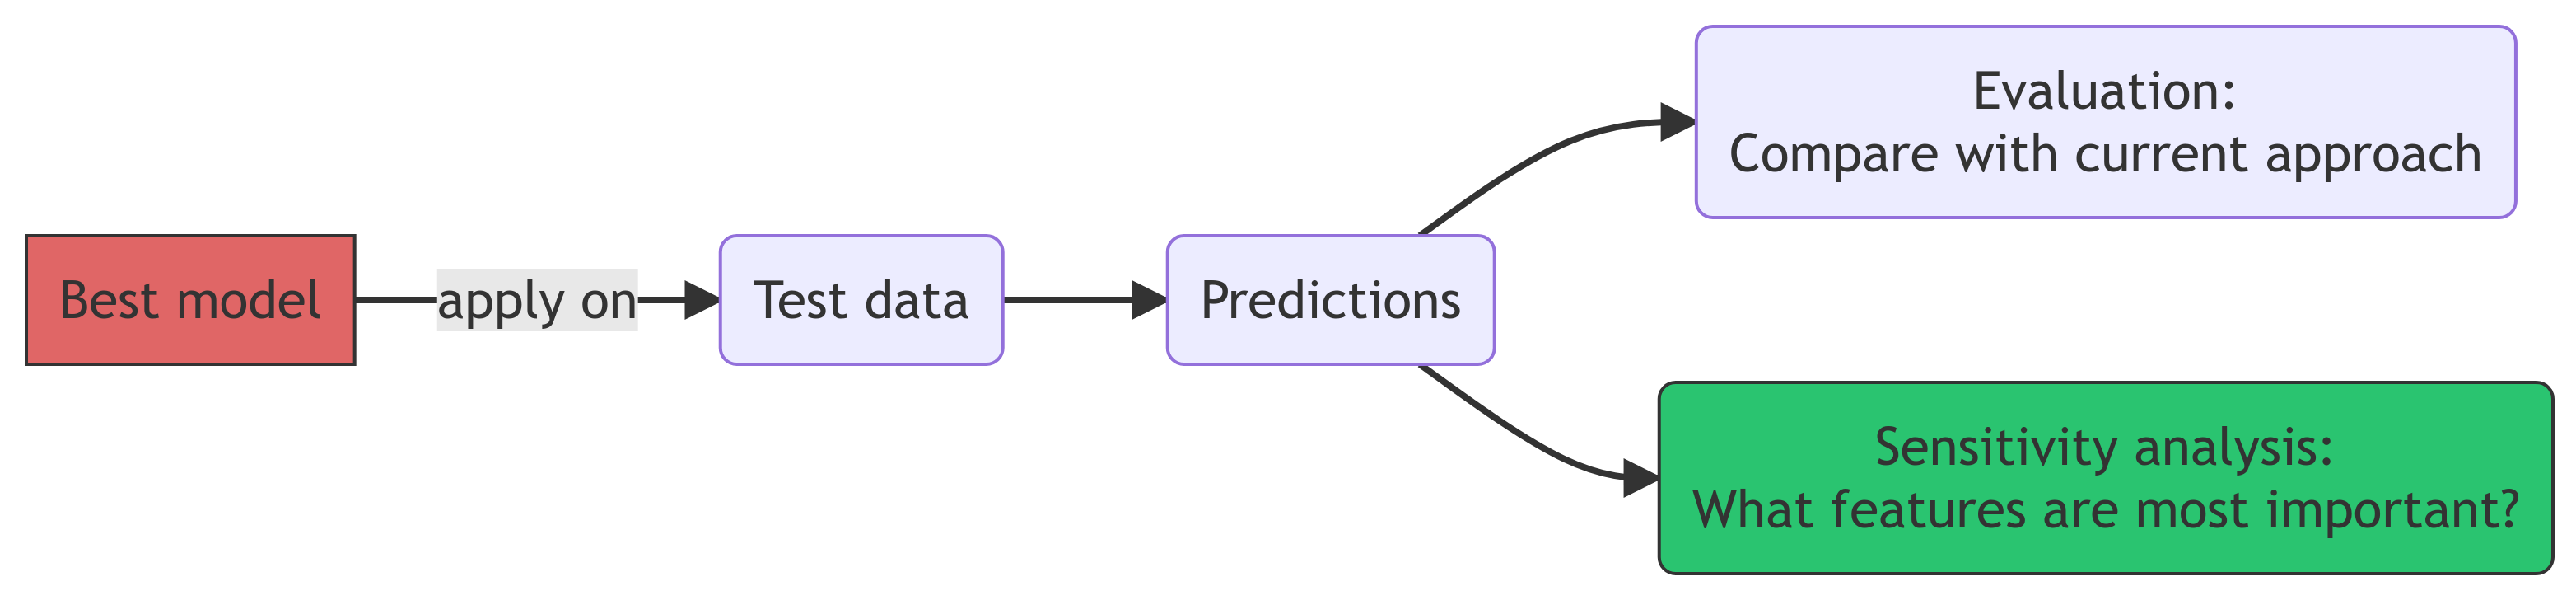 Best model
apply on
Test data
Predictions
Evaluation:
Compare with current approach
Sensitivity analysis:
What features are most important?